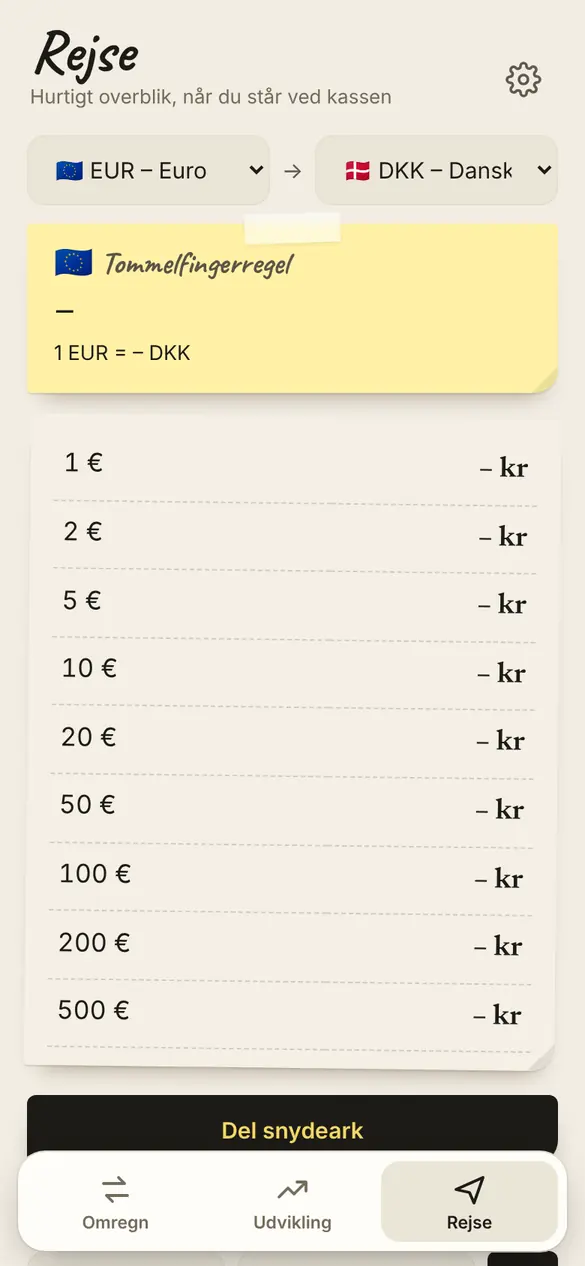 Rejse
Hurtigt overblik, når du står ved kassen
🇪🇺 EUR – Euro → 🇩🇰 DKK – Dansk
🇪🇺 Tommelfingerregel
–
1 EUR = – DKK
1 € – kr
2 € – kr
5 € – kr
10 € – kr
20 € – kr
50 € – kr
100 € – kr
200 € – kr
500 € – kr
Del snydeark
Omregn Udvikling Rejse